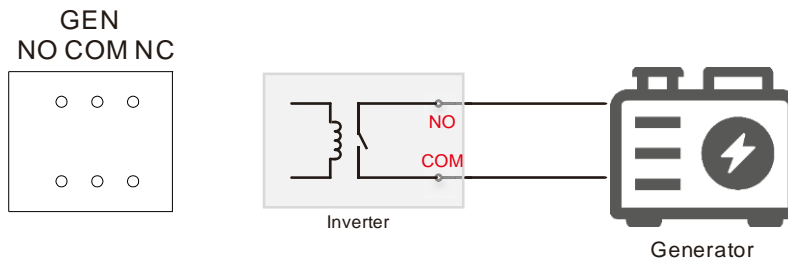 GEN
NO COM NC
NO
COM
Inverter
Generator